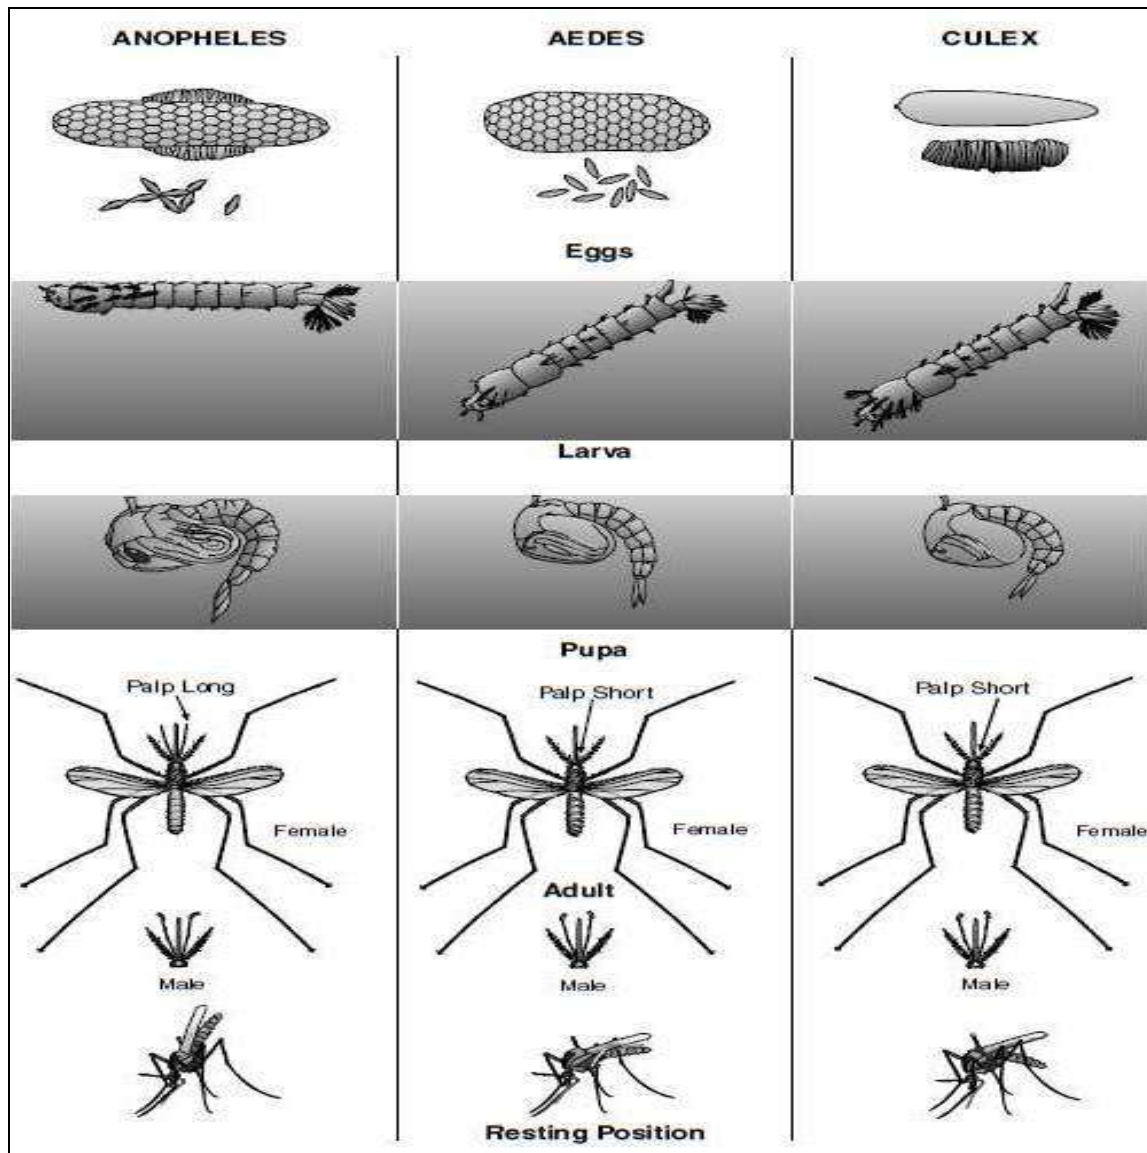 ANOPHELES AEDES CULEX
Eggs
Larva
Pupa
Palp Long Palp Short Palp Short
Female Female Female
Adult
Male Male Male
Resting Position